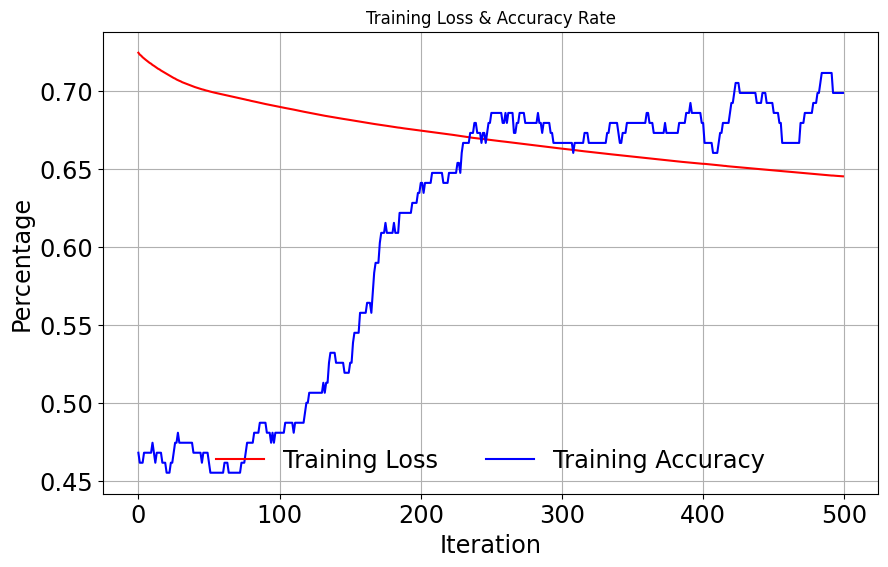 Training Loss & Accuracy Rate
Percentage
0.70
0.65
0.60
0.55
0.50
0.45
Training Loss Training Accuracy
0 100 200 300 400 500
Iteration